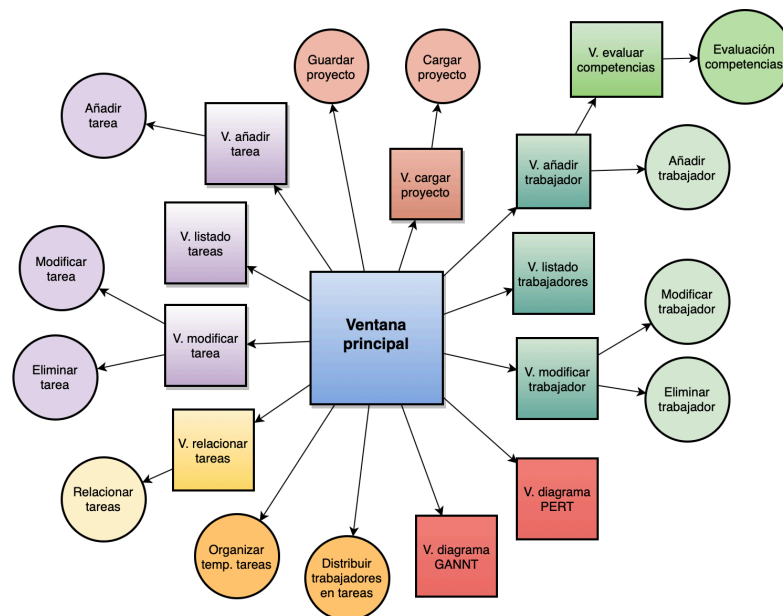 Guardar
proyecto
Cargar
proyecto
V. evaluar
competencias
Evaluación
competencias
Añadir
tarea
V. añadir
tarea
V. cargar
proyecto
V. añadir
trabajador
Añadir
trabajador
V. listado
tareas
V. listado
trabajadores
Modificar
tarea
Ventana
principal
Modificar
trabajador
V. modificar
tarea
V. modificar
trabajador
Eliminar
tarea
Eliminar
trabajador
V. relacionar
tareas
Relacionar
tareas
V. diagrama
PERT
Organizar
temp. tareas
Distribuir
trabajadores
en tareas
V. diagrama
GANNT